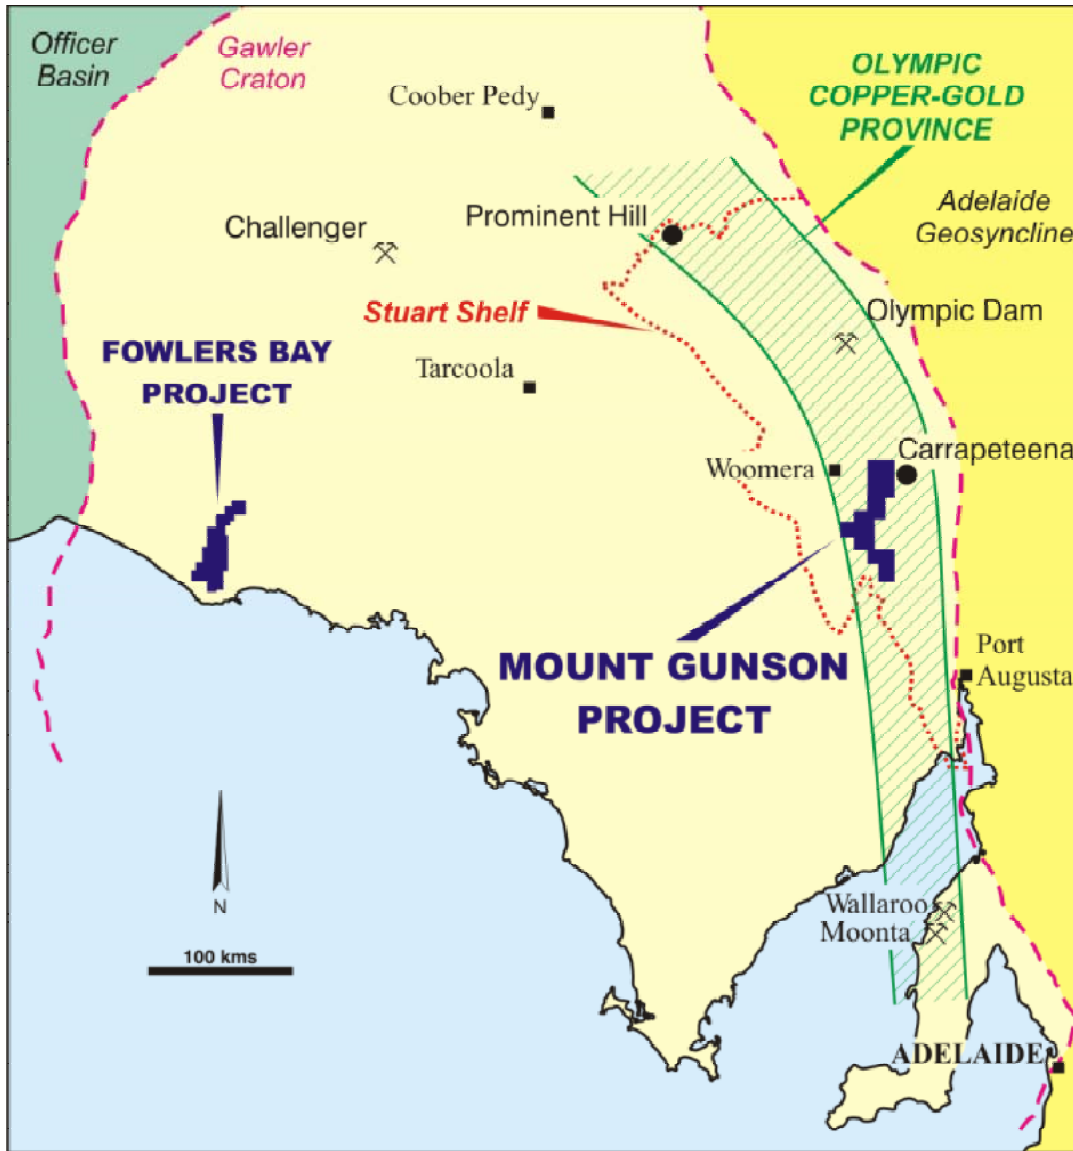 Officer
Basin
Gawler
Craton
OLYMPIC
COPPER-GOLD
PROVINCE
Coober Pedy
Adelaide
Geosyncline
Challenger
Prominent Hill
Stuart Shelf
Olympic Dam
FOWLERS BAY
PROJECT
Tarcoola
Woomera
Carrapeteena
MOUNT GUNSON
PROJECT
Port
Augusta
N
100 kms
Wallaroo
Moonta
ADELAIDE